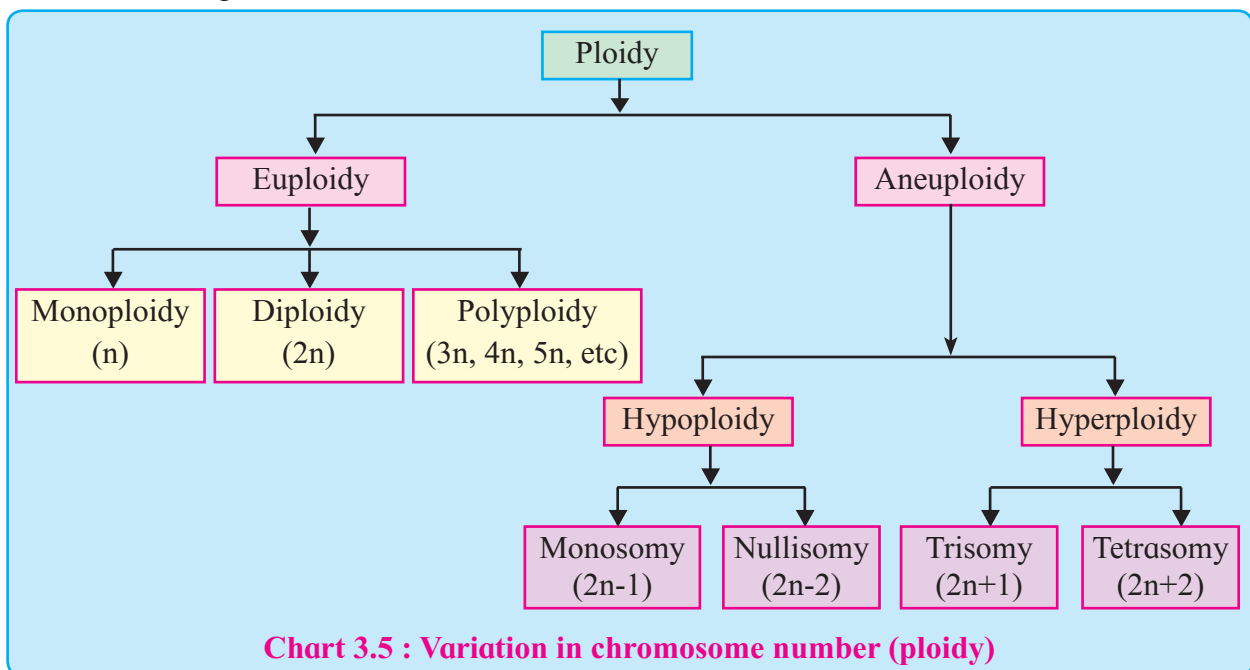 Ploidy
Euploidy
Aneuploidy
Monoploidy
(n)
Diploidy
(2n)
Polyploidy
(3n, 4n, 5n, etc)
Hypoploidy
Hyperploidy
Monosomy
(2n-1)
Nullisomy
(2n-2)
Trisomy
(2n+1)
Tetrasomy
(2n+2)
Chart 3.5 : Variation in chromosome number (ploidy)